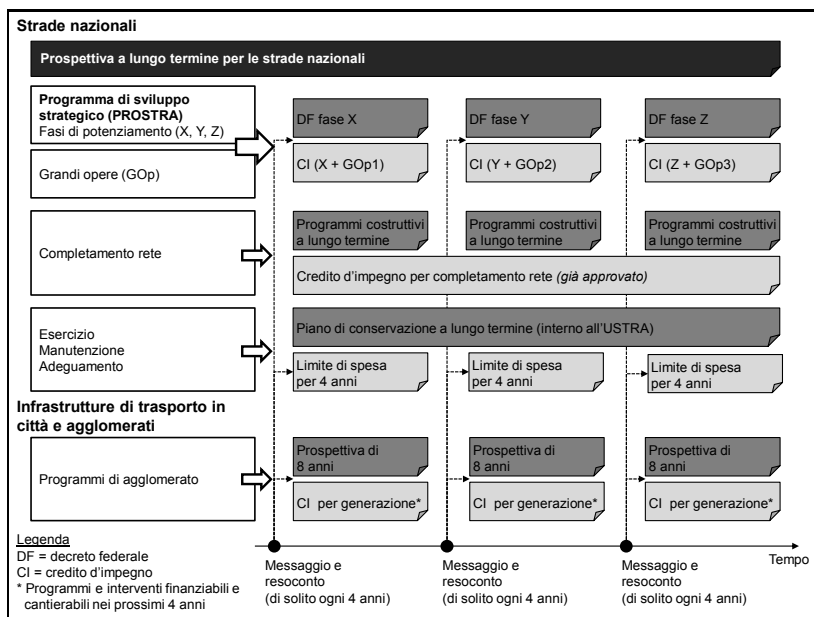 Strade nazionali
Prospettiva a lungo termine per le strade nazionali
Programma di sviluppo
strategico (PROSTRA)
Fasi di potenziamento (X, Y, Z)
DF fase X
DF fase Y
DF fase Z
Grandi opere (GOp)
CI (X + GOp1)
CI (Y + GOp2)
CI (Z + GOp3)
Completamento rete
Programmi costruttivi
a lungo termine
Programmi costruttivi
a lungo termine
Programmi costruttivi
a lungo termine
Credito d'impegno per completamento rete (già approvato)
Esercizio
Manutenzione
Adeguamento
Piano di conservazione a lungo termine (interno all'USTRA)
Limite di spesa
per 4 anni
Limite di spesa
per 4 anni
Limite di spesa
per 4 anni
Infrastrutture di trasporto in
città e agglomerati
Programmi di agglomerato
Prospettiva di
8 anni
Prospettiva di
8 anni
Prospettiva di
8 anni
CI per generazione*
CI per generazione*
CI per generazione*
Legenda
DF = decreto federale
CI = credito d'impegno
* Programmi e interventi finanziabili e
cantierabili nei prossimi 4 anni
Tempo
Messaggio e
resoconto
(di solito ogni 4 anni)
Messaggio e
resoconto
(di solito ogni 4 anni)
Messaggio e
resoconto
(di solito ogni 4 anni)